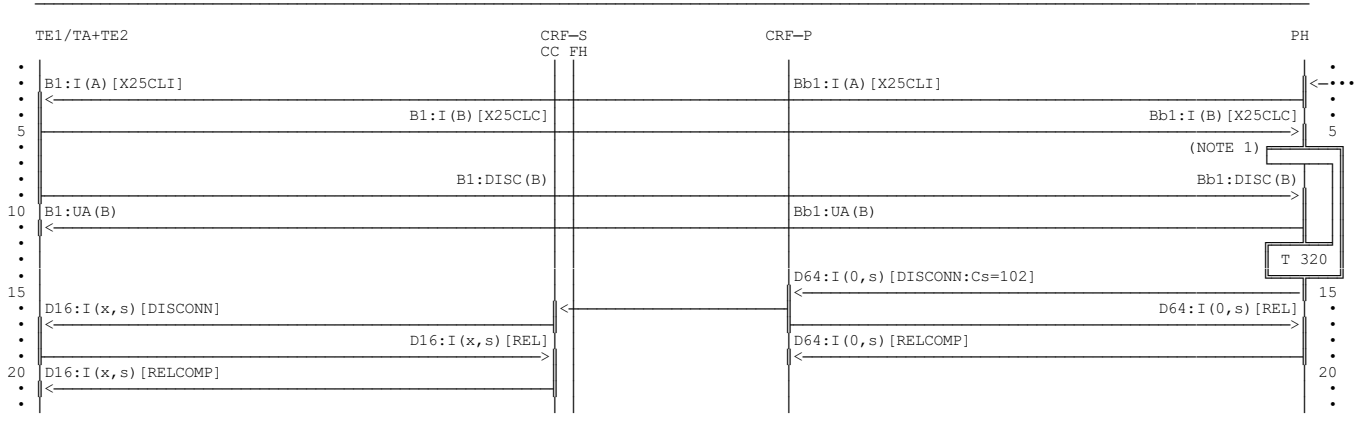 TE1/TA+TE2 CRF—S CRF—P PH
CC FH
B1:I(A)[X25CLI] Bb1:I(A)[X25CLI]
B1:I(B)[X25CLC] Bb1:I(B)[X25CLC]
5 5
(NOTE 1)
B1:DISC(B) Bb1:DISC(B)
10 B1:UA(B) Bb1:UA(B)
T 320
D64:I(0,s)[DISCONN:Cs=102]
15 15
D16:I(x,s)[DISCONN] D64:I(0,s)[REL]
D16:I(x,s)[REL] D64:I(0,s)[RELCOMP]
20 D16:I(x,s)[RELCOMP] 20